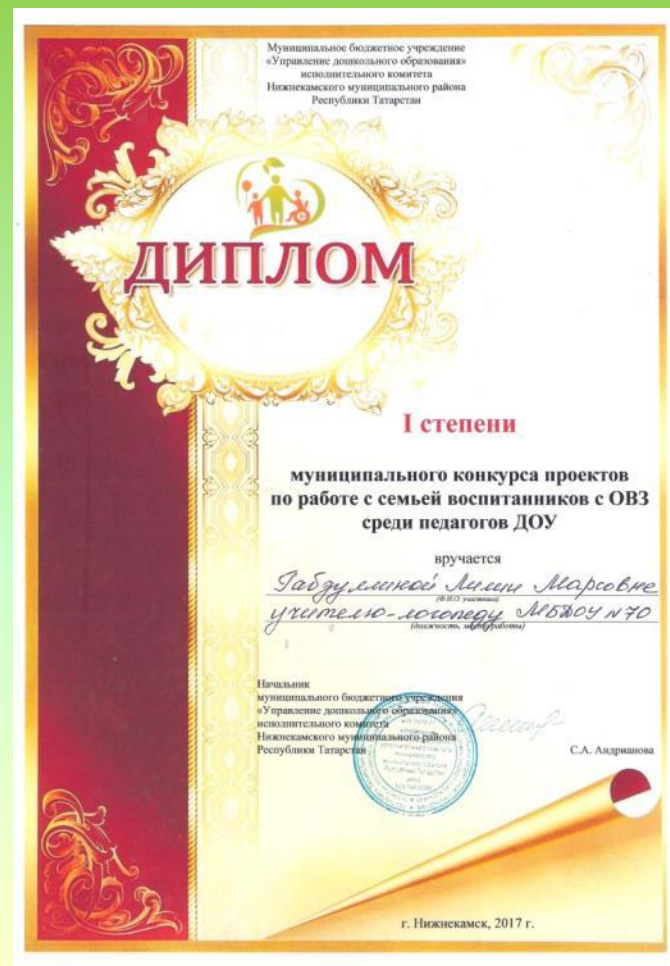 Муниципальное бюджетное учреждение
«Управление дошкольного образования»
исполнительного комитета
Нижнекамского муниципального района
Республики Татарстан
ДИПЛОМ
I степени
муниципального конкурса проектов
по работе с семьей воспитанников с ОВЗ
среди педагогов ДОУ
вручается
Габдуллиной Лилии Марсовне
(Ф.И.О. участника)
учителю-логопеду МБДОУ №70
(должность, место работы)
Начальник
муниципального бюджетного учреждения
«Управление дошкольного образования»
исполнительного комитета
Нижнекамского муниципального района
Республики Татарстан
С.А. Андрианова
г. Нижнекамск, 2017 г.